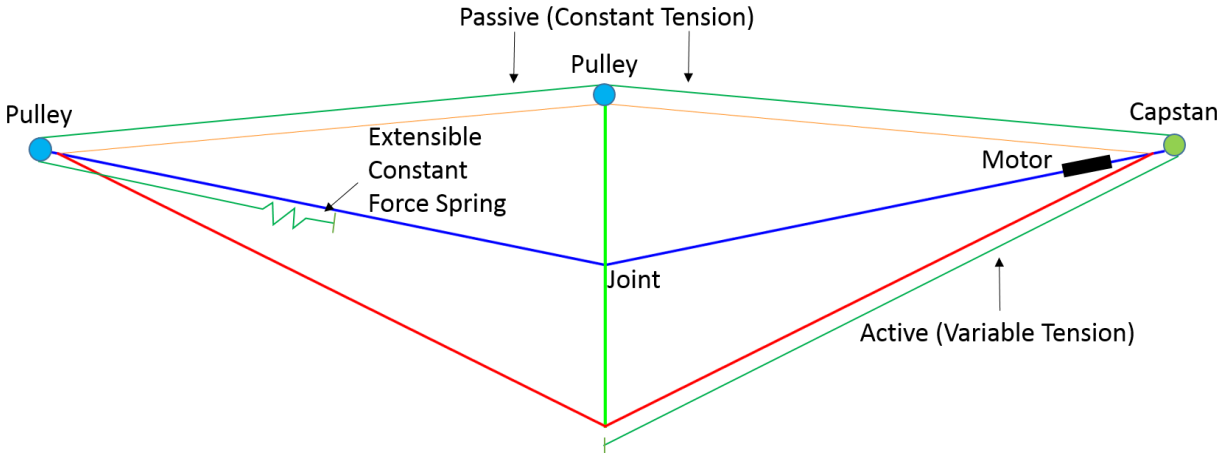 Passive (Constant Tension)
Pulley
Pulley
Capstan
Extensible
Constant
Force Spring
Motor
Joint
Active (Variable Tension)